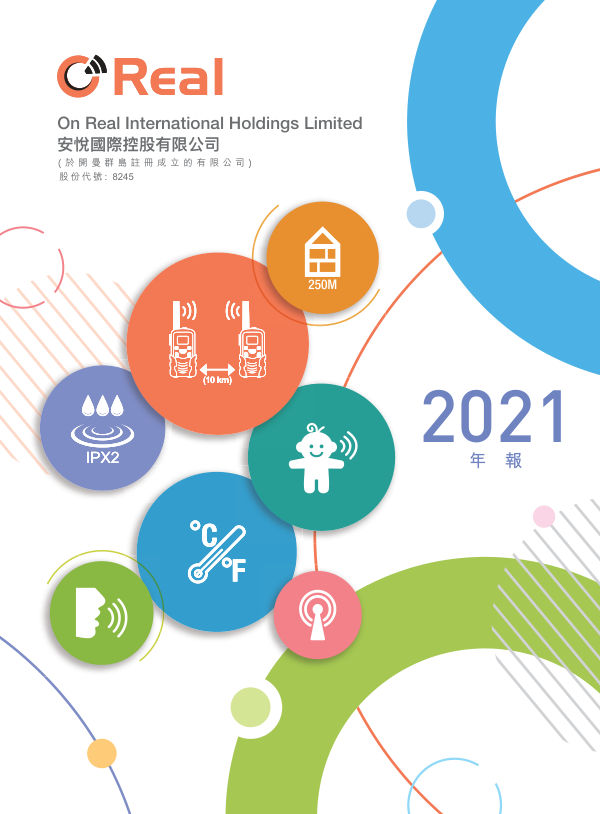 Real
On Real International Holdings Limited
安悅國際控股有限公司
(於開曼群島註冊成立的有限公司)
股份代號: 8245
250M
(10 km)
2021
年 報
IPX2
°C
°F